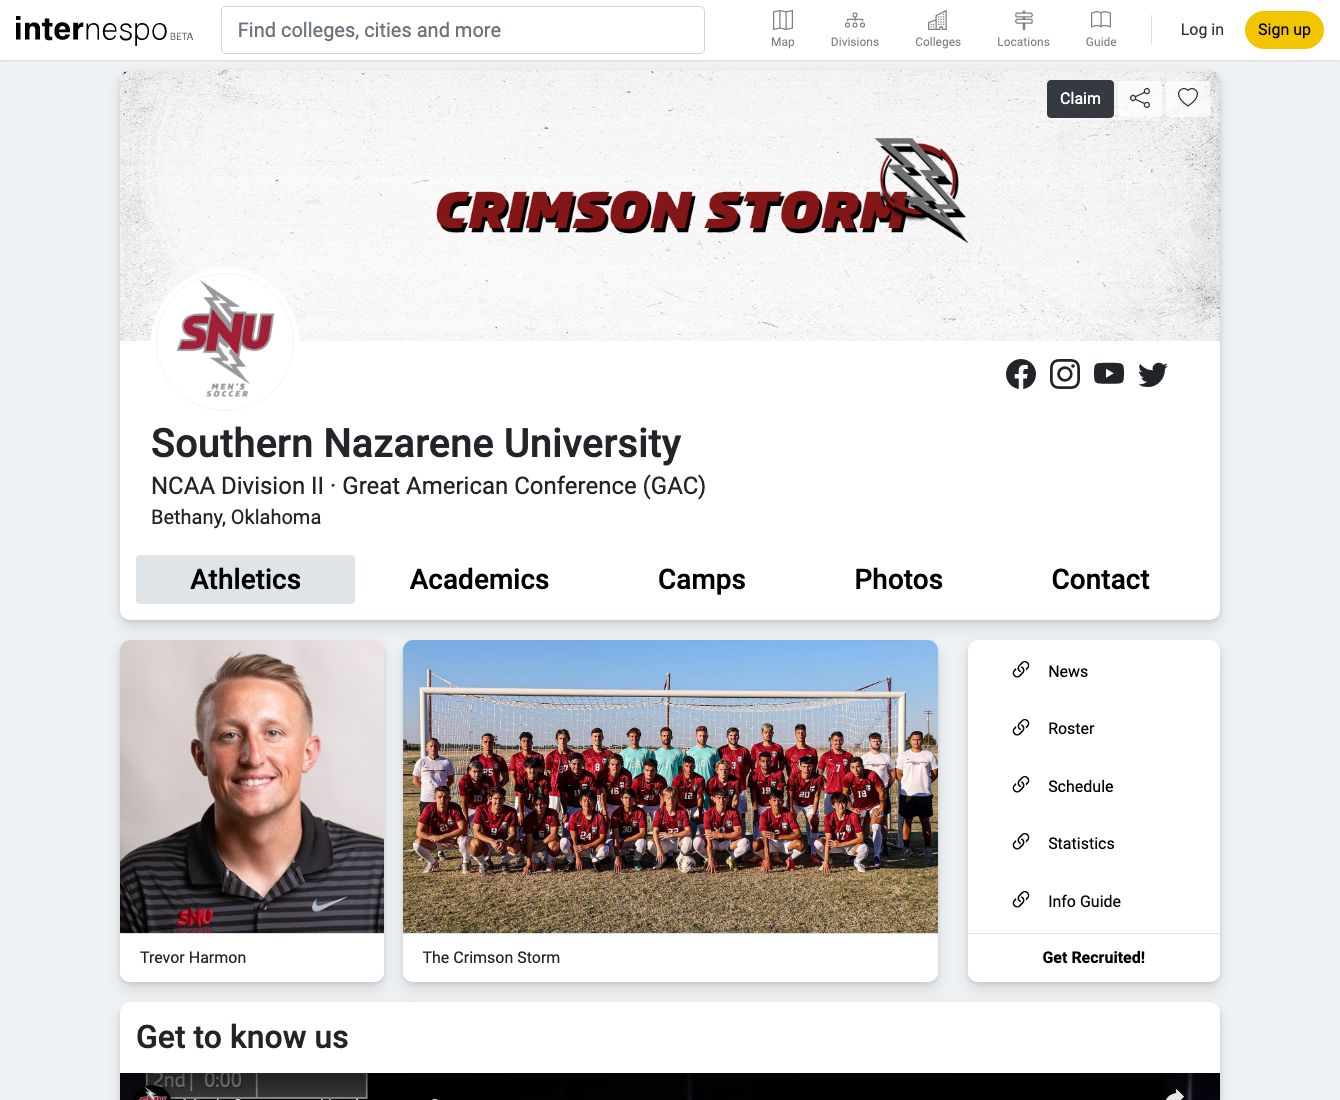 internespo BETA
Find colleges, cities and more
Map
Divisions
Colleges
Locations
Guide
Log in
Sign up
Claim
CRIMSON STORM
SNU
MEN'S
SOCCER
Southern Nazarene University
NCAA Division II · Great American Conference (GAC)
Bethany, Oklahoma
Athletics
Academics
Camps
Photos
Contact
SNU
Trevor Harmon
The Crimson Storm
News
Roster
Schedule
Statistics
Info Guide
Get Recruited!
Get to know us
2nd 0:00